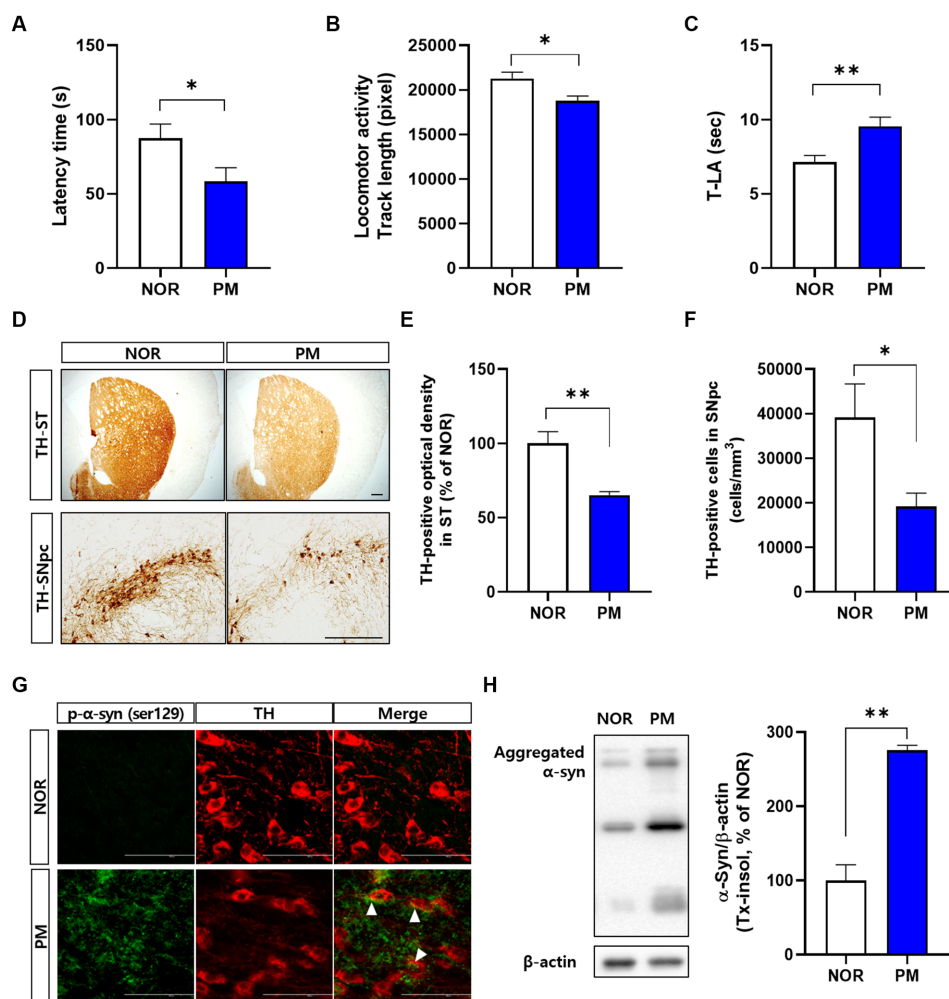 A
Latency time (s)
150
100
50
0
*
NOR PM
B
Locomotor activity
Track length (pixel)
25000
20000
15000
10000
5000
0
*
NOR PM
C
T-LA (sec)
15
10
5
0
**
NOR PM
D
NOR PM
TH-ST
TH-SNpc
E
TH-positive optical density
in ST (% of NOR)
150
100
50
0
**
NOR PM
F
TH-positive cells in SNpc
(cells/mm³)
50000
40000
30000
20000
10000
0
*
NOR PM
G
p-α-syn (ser129) TH Merge
NOR
PM
H
NOR PM
Aggregated
α-syn
β-actin
α-Syn/β-actin
(Tx-insol, % of NOR)
300
200
100
0
**
NOR PM